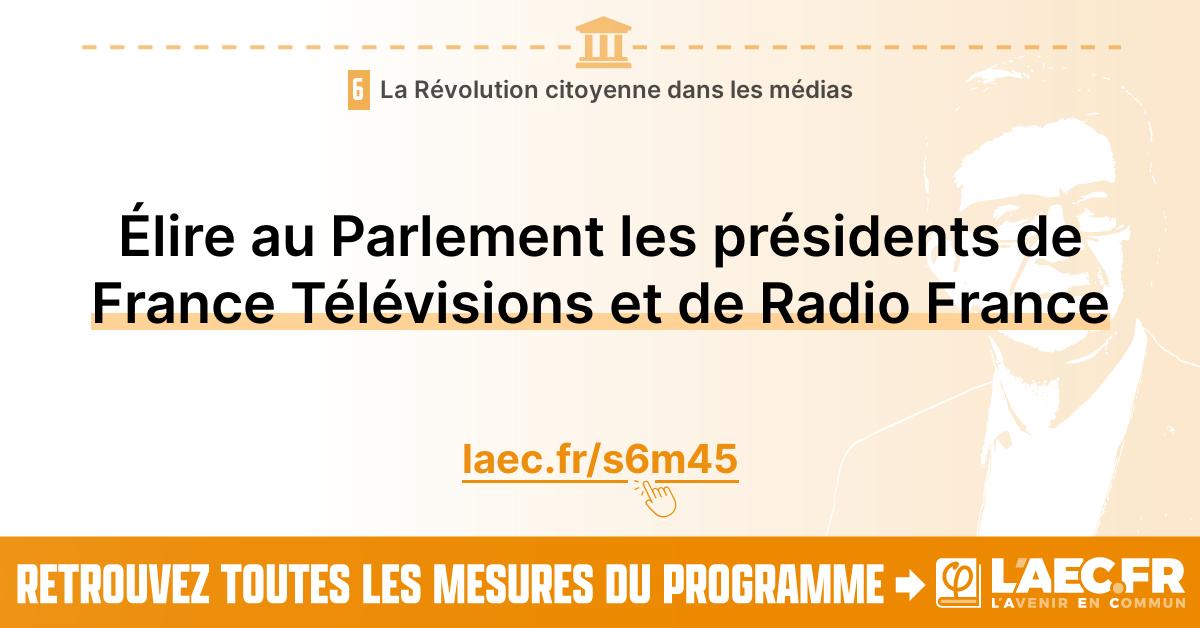 6 La Révolution citoyenne dans les médias
Élire au Parlement les présidents de
France Télévisions et de Radio France
laec.fr/s6m45
RETROUVEZ TOUTES LES MESURES DU PROGRAMME
φ L'AEC.FR
L'AVENIR EN COMMUN